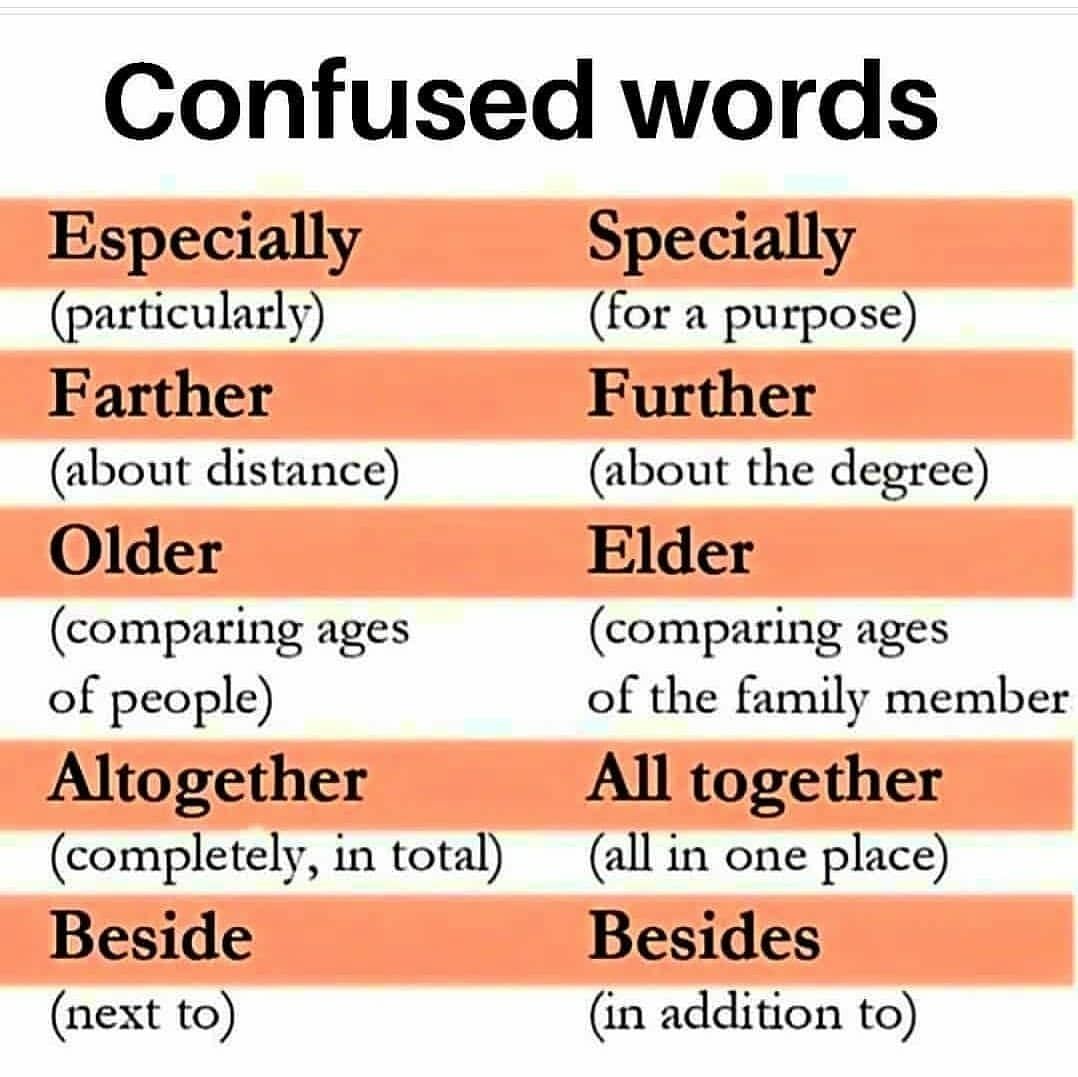 Confused words
Especially Specially
(particularly) (for a purpose)
Farther Further
(about distance) (about the degree)
Older Elder
(comparing ages (comparing ages
of people) of the family member
Altogether All together
(completely, in total) (all in one place)
Beside Besides
(next to) (in addition to)